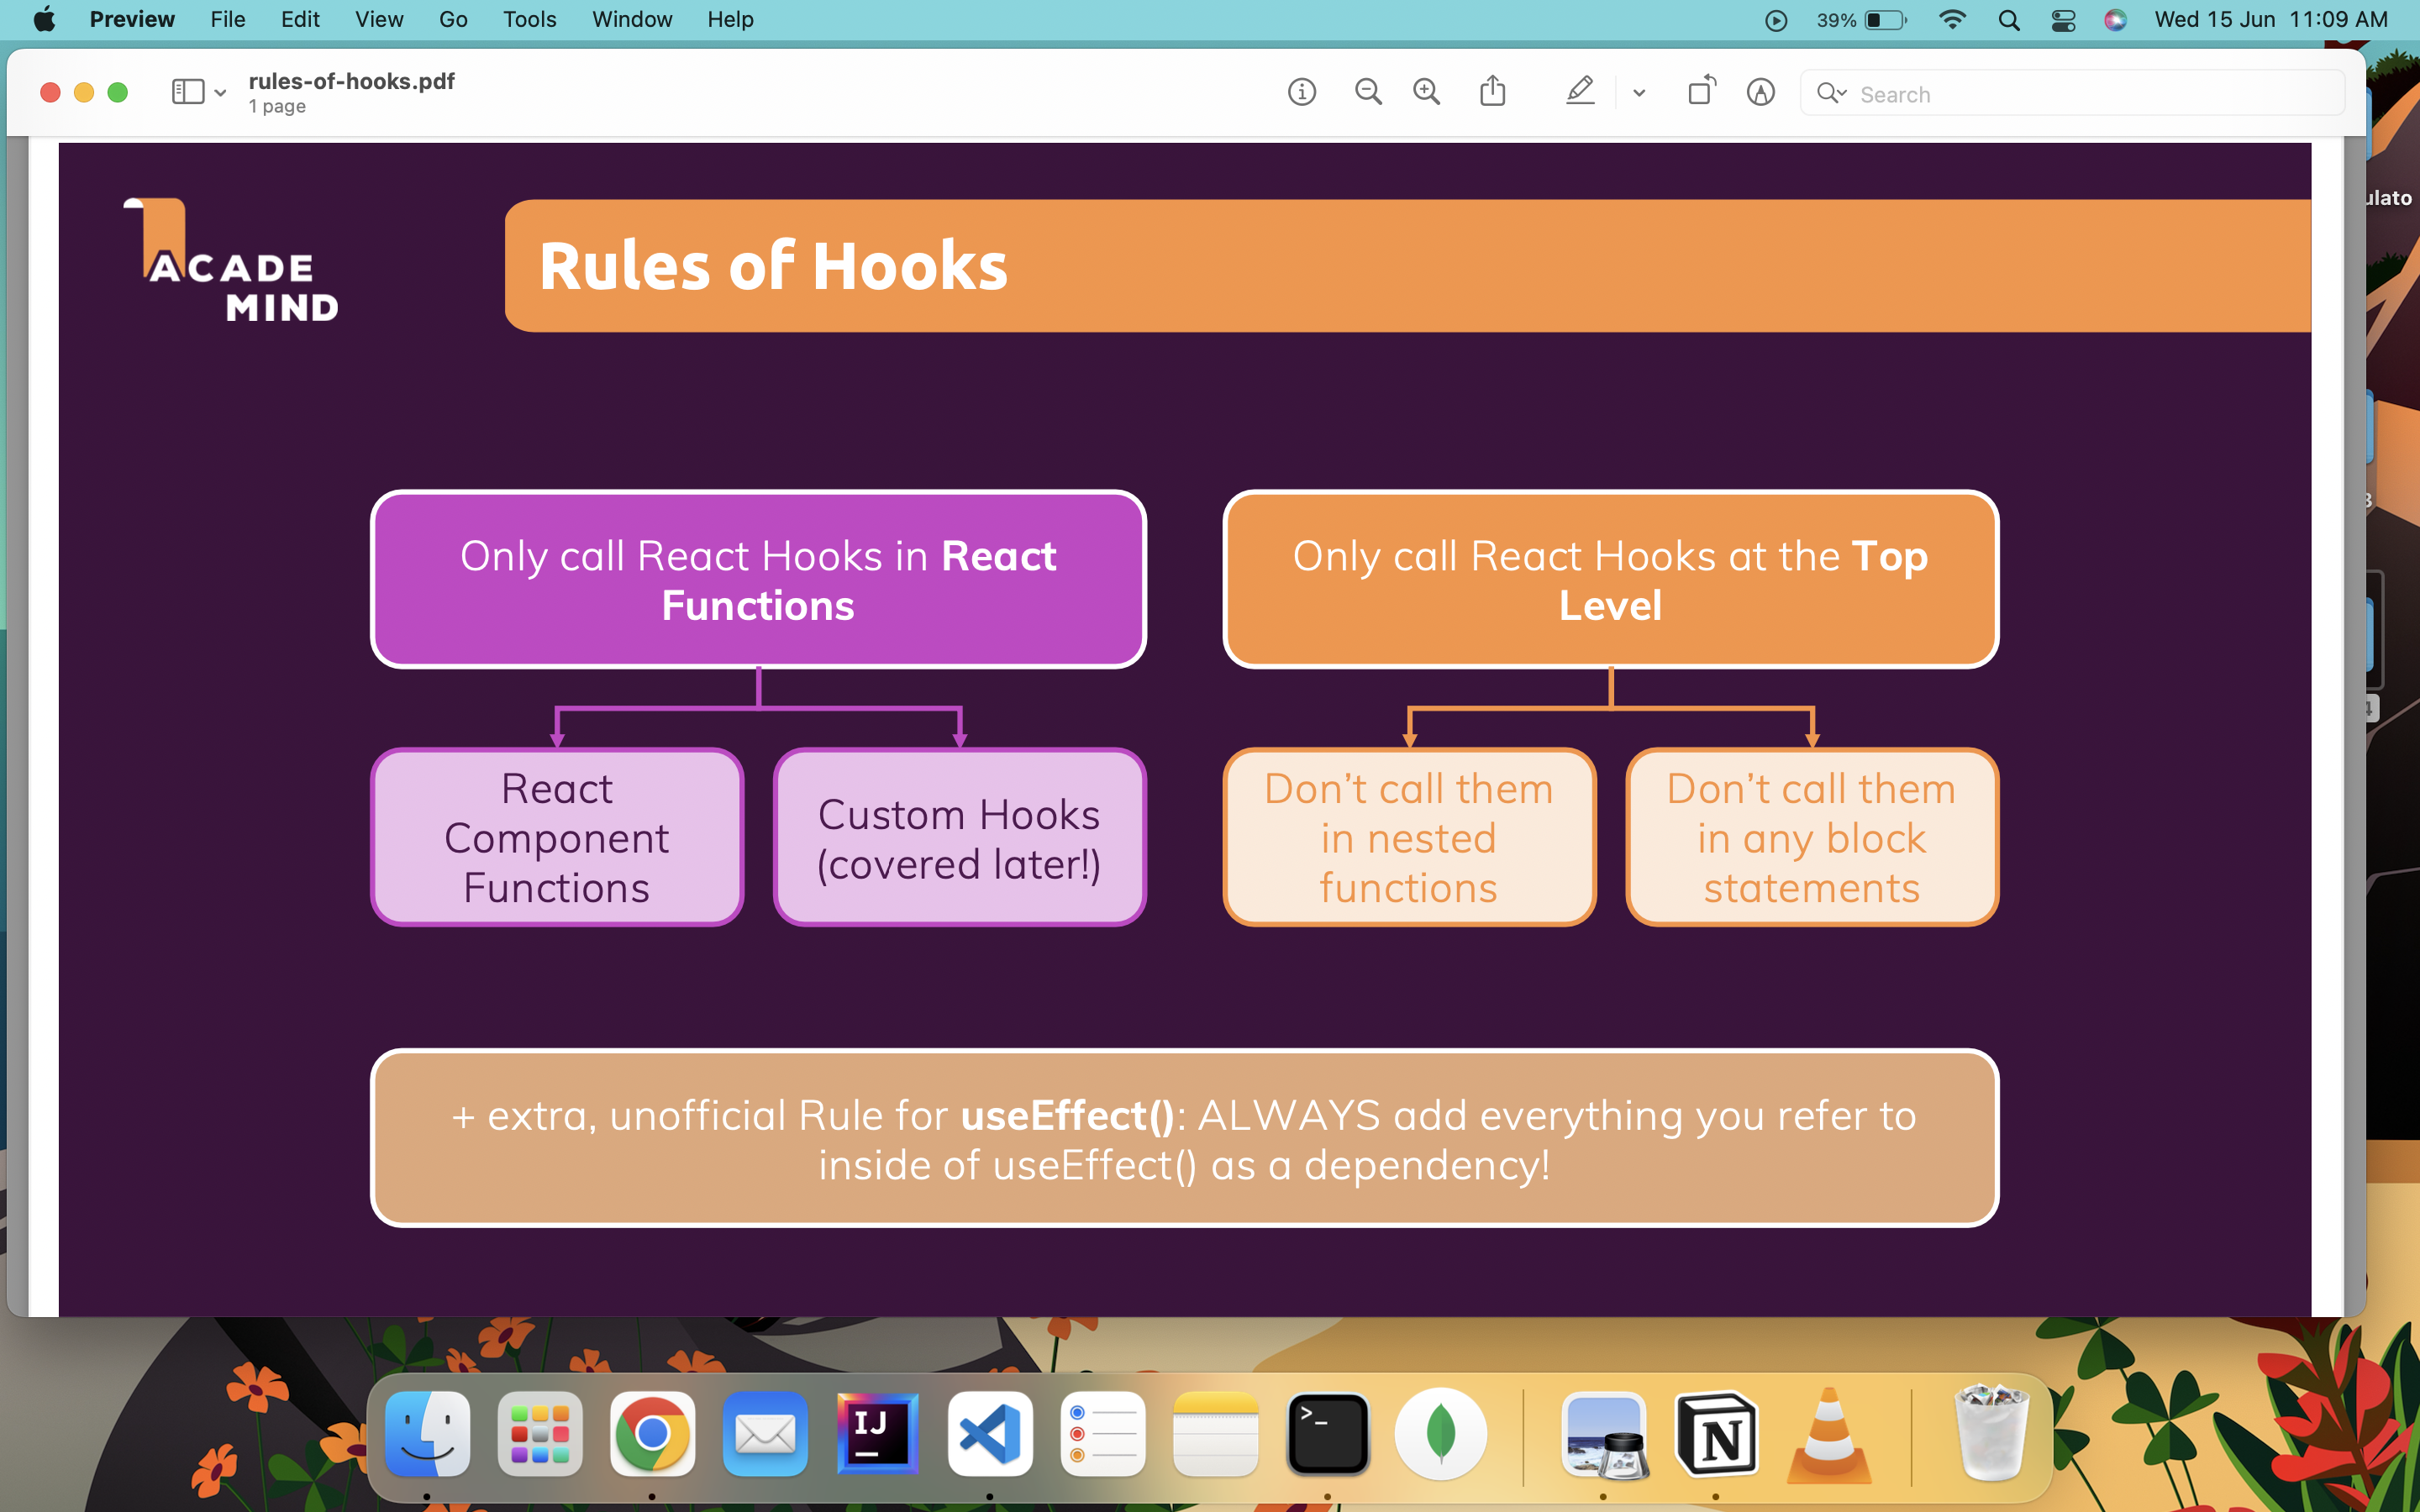 Preview File Edit View Go Tools Window Help 39% Wed 15 Jun 11:09 AM
rules-of-hooks.pdf
1 page
Search
ulato
ACADE
MIND
Rules of Hooks
Only call React Hooks in React
Functions
Only call React Hooks at the Top
Level
React
Component
Functions
Custom Hooks
(covered later!)
Don’t call them
in nested
functions
Don’t call them
in any block
statements
+ extra, unofficial Rule for useEffect(): ALWAYS add everything you refer to
inside of useEffect() as a dependency!
3
4
IJ
>_
N